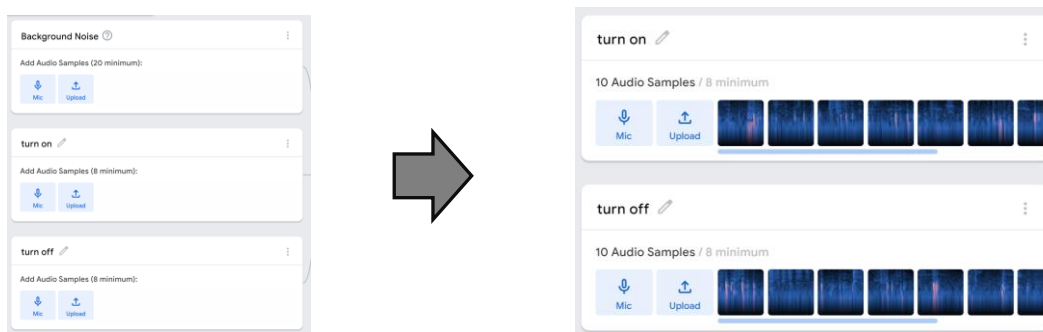 Background Noise
Add Audio Samples (20 minimum):
Mic Upload
turn on
Add Audio Samples (8 minimum):
Mic Upload
turn off
Add Audio Samples (8 minimum):
Mic Upload
turn on
10 Audio Samples / 8 minimum
Mic Upload
turn off
10 Audio Samples / 8 minimum
Mic Upload